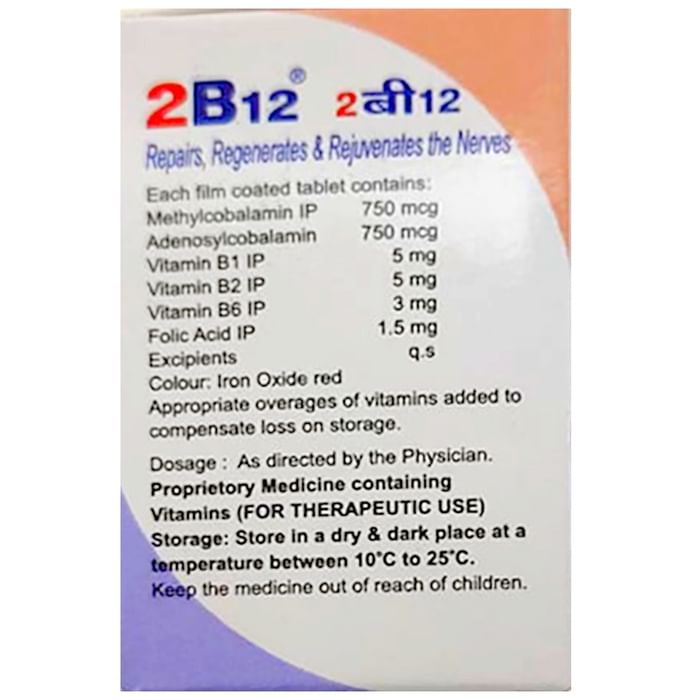 2B12® 2बी12
Repairs, Regenerates & Rejuvenates the Nerves
Each film coated tablet contains:
Methylcobalamin IP 750 mcg
Adenosylcobalamin 750 mcg
Vitamin B1 IP 5 mg
Vitamin B2 IP 5 mg
Vitamin B6 IP 3 mg
Folic Acid IP 1.5 mg
Excipients q.s
Colour: Iron Oxide red
Appropriate overages of vitamins added to
compensate loss on storage.
Dosage : As directed by the Physician.
Proprietory Medicine containing
Vitamins (FOR THERAPEUTIC USE)
Storage: Store in a dry & dark place at a
temperature between 10°C to 25°C.
Keep the medicine out of reach of children.